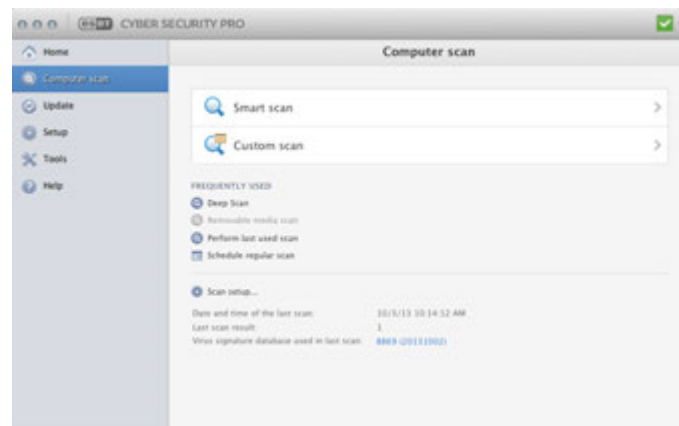 eset CYBER SECURITY PRO
Home
Computer scan
Computer scan
Update
Setup
Tools
Help
Smart scan
Custom scan
FREQUENTLY USED
Deep Scan
Removable media scan
Perform last used scan
Schedule regular scan
Scan setup...
Date and time of the last scan: 10/3/13 10:14:12 AM
Last scan result: 1
Virus signature database used in last scan: 8869 (20131002)